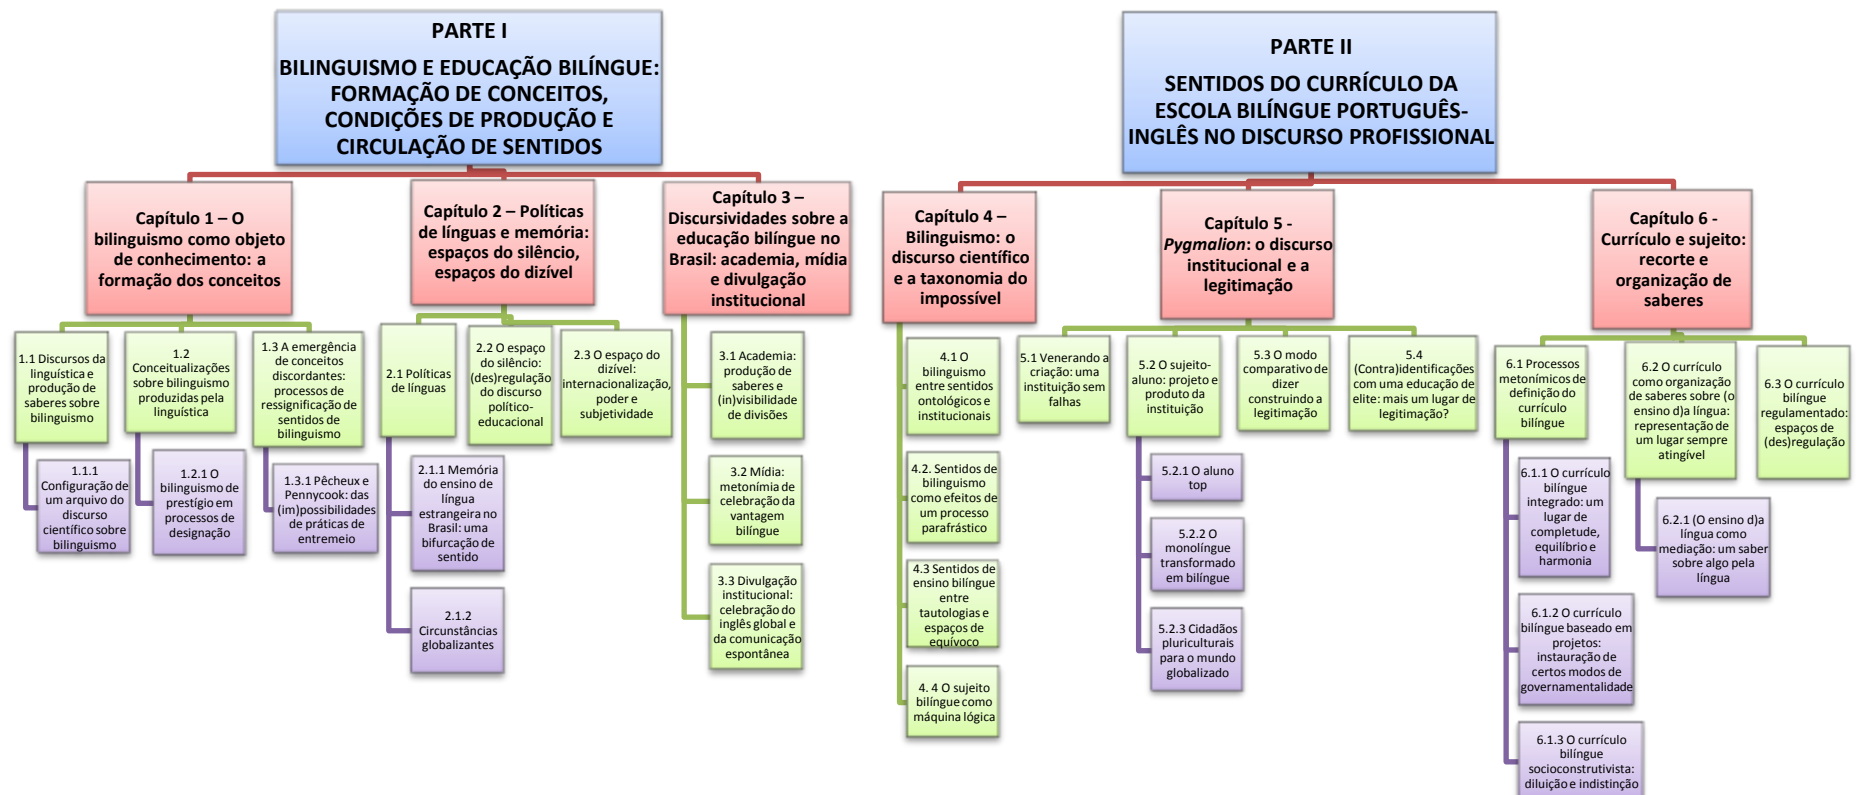 PARTE I
BILINGUISMO E EDUCAÇÃO BILÍNGUE:
FORMAÇÃO DE CONCEITOS,
CONDIÇÕES DE PRODUÇÃO E
CIRCULAÇÃO DE SENTIDOS
Capítulo 1 – O
bilinguismo como objeto
de conhecimento: a
formação dos conceitos
1.1 Discursos da
linguística e
produção de
saberes sobre
bilinguismo
1.1.1
Configuração de
um arquivo do
discurso
científico sobre
bilinguismo
1.2
Conceitualizações
sobre bilinguismo
produzidas pela
linguística
1.2.1 O
bilinguismo de
prestígio em
processos de
designação
1.3 A emergência
de conceitos
discordantes:
processos de
ressignificação de
sentidos de
bilinguismo
1.3.1 Pêcheux e
Pennycook: das
(im)possibilidades
de práticas de
entremeio
Capítulo 2 – Políticas
de línguas e memória:
espaços do silêncio,
espaços do dizível
2.1 Políticas
de línguas
2.1.1 Memória
do ensino de
língua
estrangeira no
Brasil: uma
bifurcação de
sentido
2.1.2
Circunstâncias
globalizantes
2.2 O espaço
do silêncio:
(des)regulação
do discurso
político-
educacional
2.3 O espaço do
dizível:
internacionalização,
poder e
subjetividade
Capítulo 3 –
Discursividades sobre a
educação bilíngue no
Brasil: academia, mídia
e divulgação
institucional
3.1 Academia:
produção de
saberes e
(in)visibilidade
de divisões
3.2 Mídia:
metonímia de
celebração da
vantagem
bilíngue
3.3 Divulgação
institucional:
celebração do
inglês global e
da comunicação
espontânea
PARTE II
SENTIDOS DO CURRÍCULO DA
ESCOLA BILÍNGUE PORTUGUÊS-
INGLÊS NO DISCURSO PROFISSIONAL
Capítulo 4 –
Bilinguismo: o
discurso científico
e a taxonomia do
impossível
4.1 O
bilinguismo
entre sentidos
ontológicos e
institucionais
4.2. Sentidos de
bilinguismo
como efeitos de
um processo
parafrástico
4.3 Sentidos de
ensino bilíngue
entre
tautologias e
espaços de
equívoco
4. 4 O sujeito
bilíngue como
máquina lógica
Capítulo 5 -
Pygmalion: o discurso
institucional e a
legitimação
5.1 Venerando a
criação: uma
instituição sem
falhas
5.2 O sujeito-
aluno: projeto e
produto da
instituição
5.2.1 O aluno
top
5.2.2 O
monolíngue
transformado
em bilíngue
5.2.3 Cidadãos
pluriculturais
para o mundo
globalizado
5.3 O modo
comparativo de
dizer
construindo a
legitimação
5.4
(Contra)identificações
com uma educação de
elite: mais um lugar de
legitimação?
Capítulo 6 -
Currículo e sujeito:
recorte e
organização de
saberes
6.1 Processos
metonímicos de
definição do
currículo
bilíngue
6.1.1 O currículo
bilíngue
integrado: um
lugar de
completude,
equilíbrio e
harmonia
6.1.2 O currículo
bilíngue baseado em
projetos:
instauração de
certos modos de
governamentalidade
6.1.3 O currículo
bilíngue
socioconstrutivista:
diluição e indistinção
6.2 O currículo
como organização
de saberes sobre (o
ensino d)a língua:
representação de
um lugar sempre
atingível
6.2.1 (O ensino d)a
língua como
mediação: um saber
sobre algo pela
língua
6.3 O currículo
bilíngue
regulamentado:
espaços de
(des)regulação